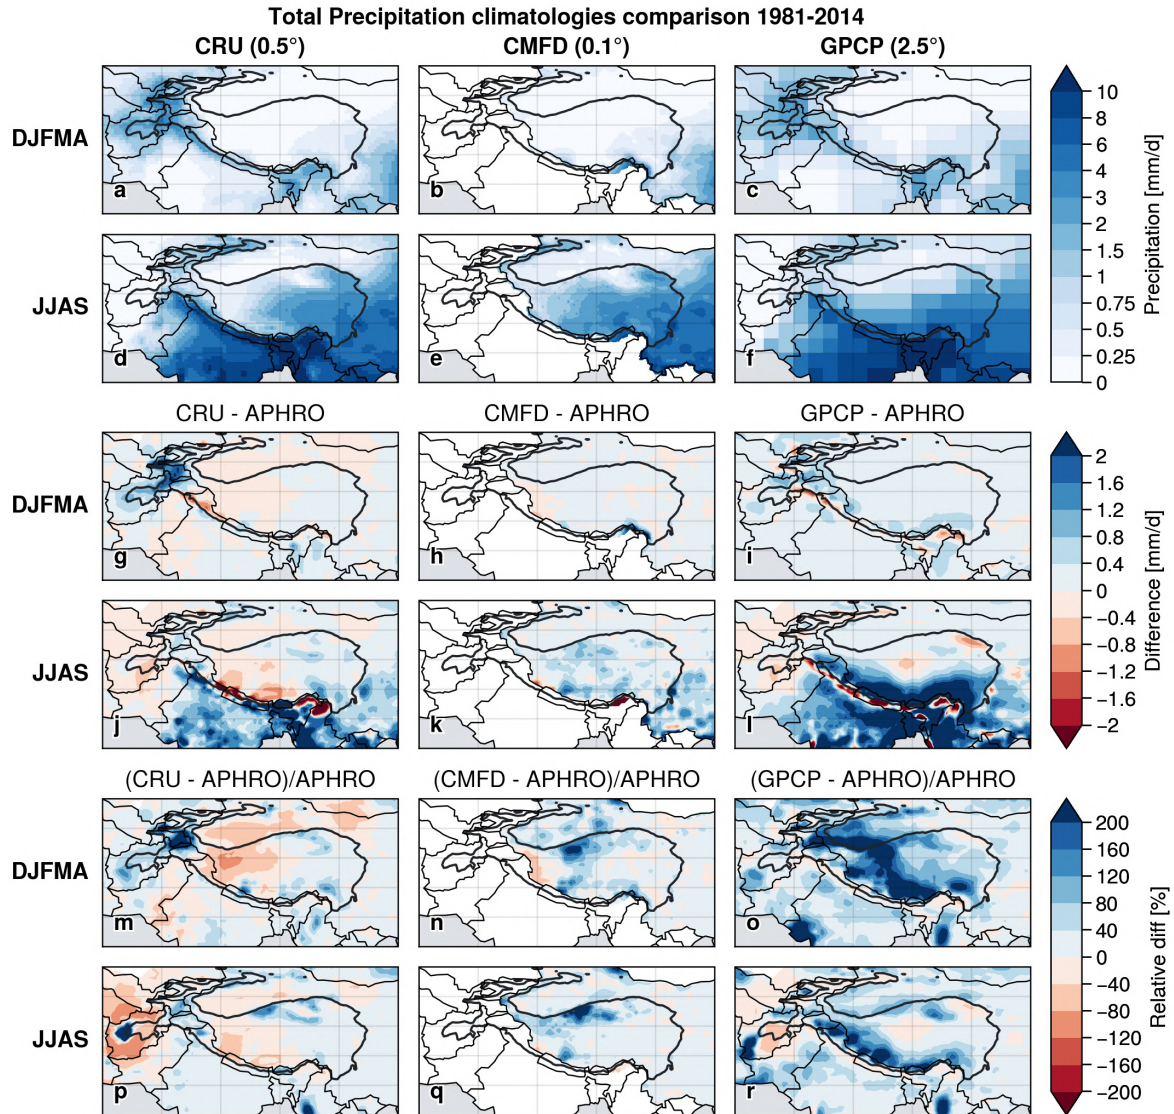 Total Precipitation climatologies comparison 1981-2014
CRU (0.5°) CMFD (0.1°) GPCP (2.5°)
DJFMA
a b c
JJAS
d e f
10
8
6
4
3
2
1.5
1
0.75
0.5
0.25
0
Precipitation [mm/d]
CRU - APHRO CMFD - APHRO GPCP - APHRO
DJFMA
g h i
JJAS
j k l
2
1.6
1.2
0.8
0.4
0
−0.4
−0.8
−1.2
−1.6
−2
Difference [mm/d]
(CRU - APHRO)/APHRO (CMFD - APHRO)/APHRO (GPCP - APHRO)/APHRO
DJFMA
m n o
JJAS
p q r
200
160
120
80
40
0
−40
−80
−120
−160
−200
Relative diff [%]